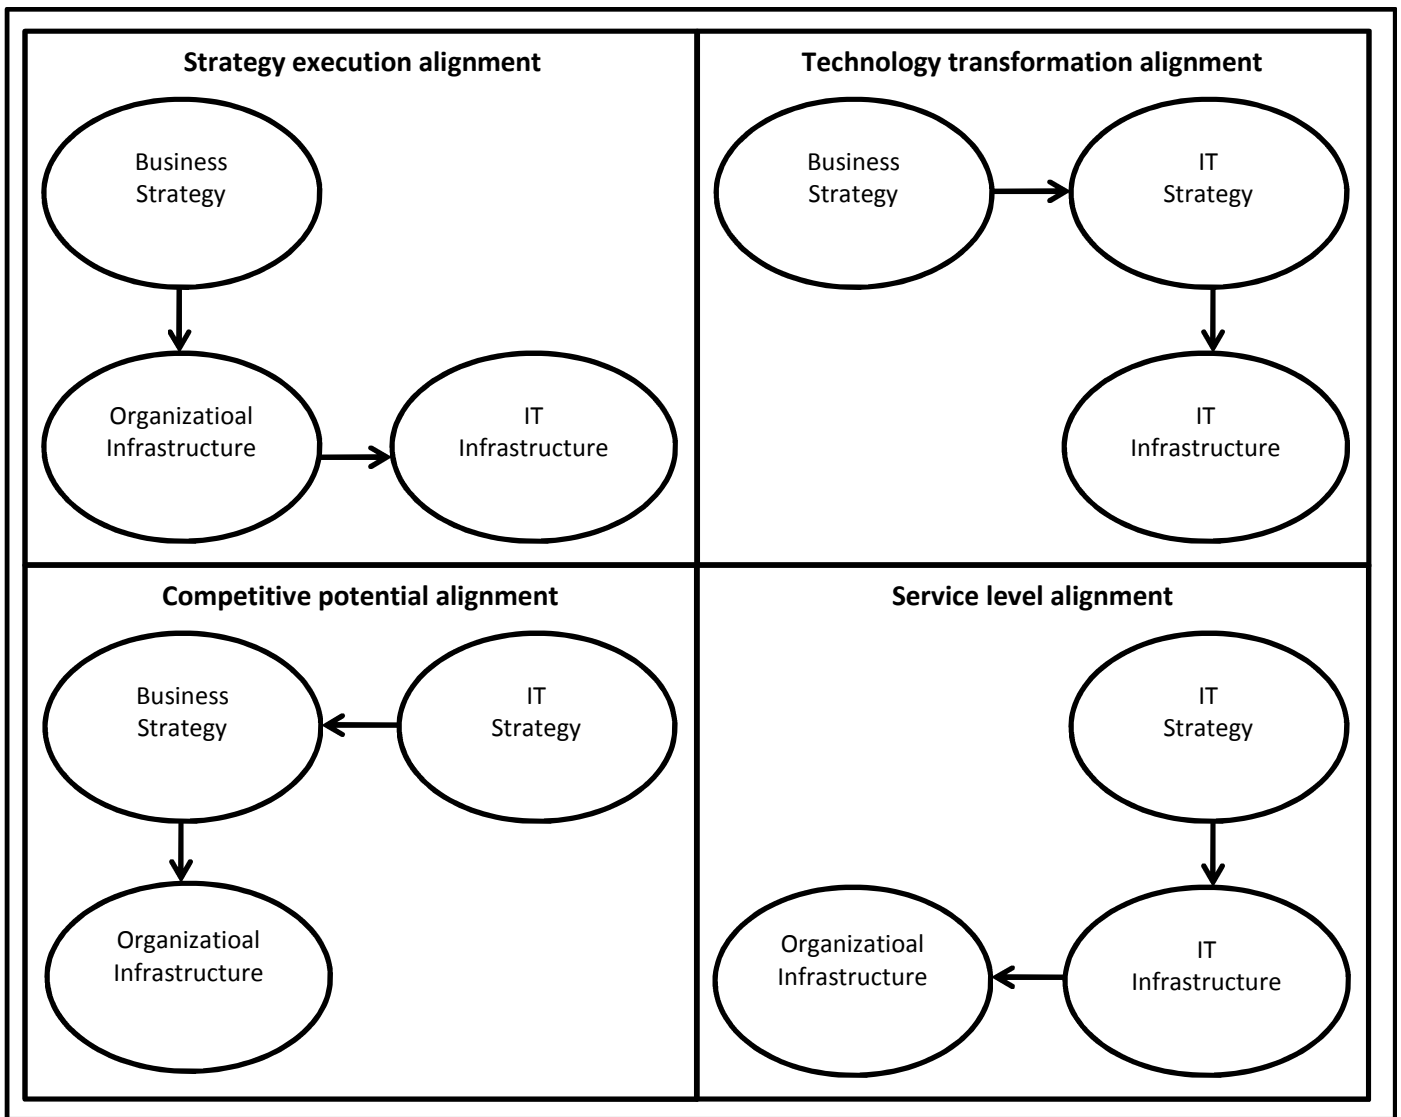 Strategy execution alignment
Business
Strategy
Organizatioal
Infrastructure
IT
Infrastructure
Technology transformation alignment
Business
Strategy
IT
Strategy
IT
Infrastructure
Competitive potential alignment
Business
Strategy
IT
Strategy
Organizatioal
Infrastructure
Service level alignment
IT
Strategy
Organizatioal
Infrastructure
IT
Infrastructure